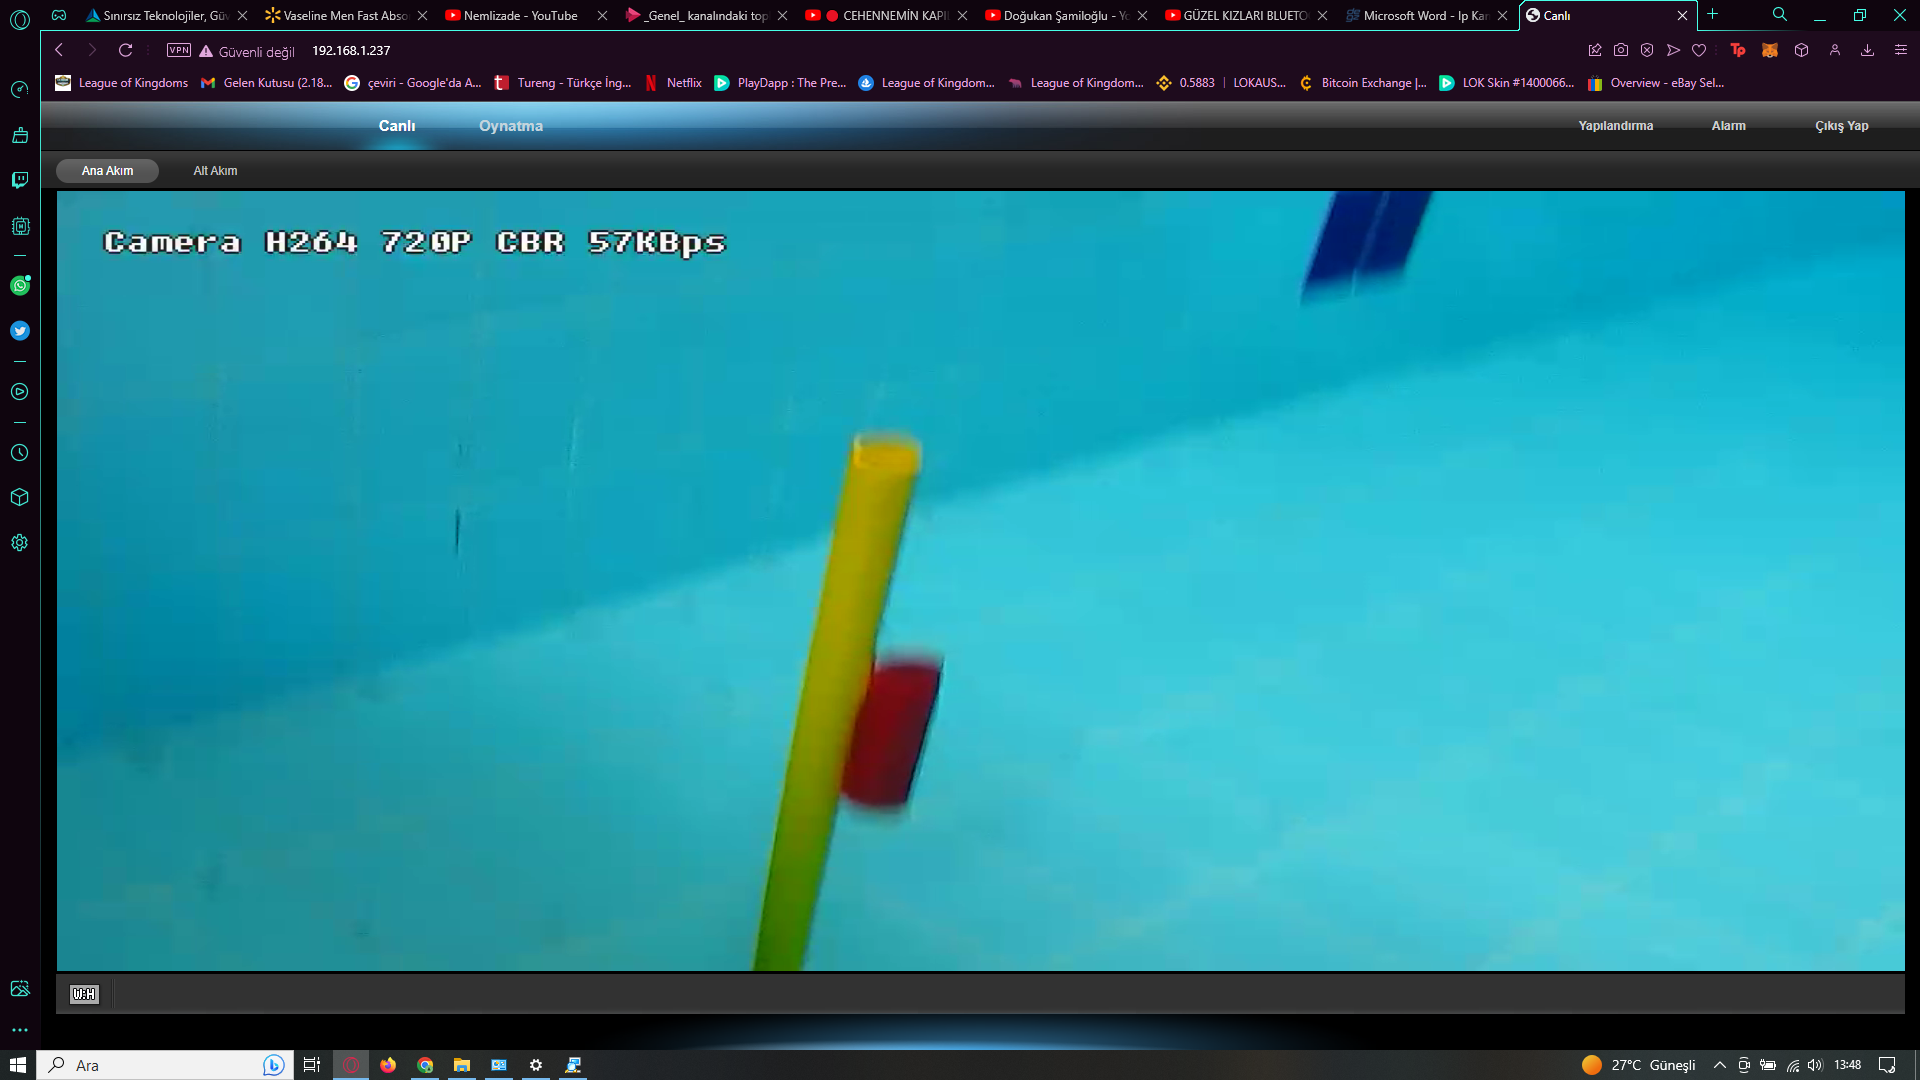 Sınırsız Teknolojiler, Güv
Vaseline Men Fast Abso
Nemlizade - YouTube
_Genel_ kanalındaki top
CEHENNEMİN KAPI
Doğukan Şamiloğlu - Yo
GÜZEL KIZLARI BLUETO
Microsoft Word - Ip Kam
Canlı
VPN
Güvenli değil
192.168.1.237
League of Kingdoms
Gelen Kutusu (2.18...
çeviri - Google'da A...
Tureng - Türkçe İng...
Netflix
PlayDapp : The Pre...
League of Kingdom...
League of Kingdom...
0.5883 | LOKAUS...
Bitcoin Exchange |...
LOK Skin #1400066...
Overview - eBay Sel...
Canlı
Oynatma
Yapılandırma
Alarm
Çıkış Yap
Ana Akım
Alt Akım
Camera H264 720P CBR 57KBps
W:H
Ara
27°C Güneşli
13:48